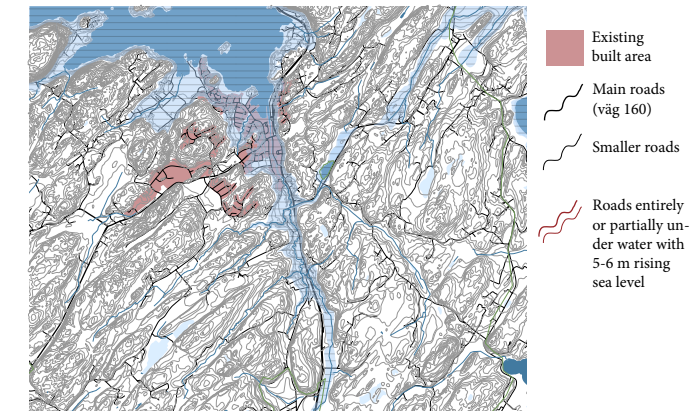 Existing
built area
Main roads
(väg 160)
Smaller roads
Roads entirely
or partially un-
der water with
5-6 m rising
sea level